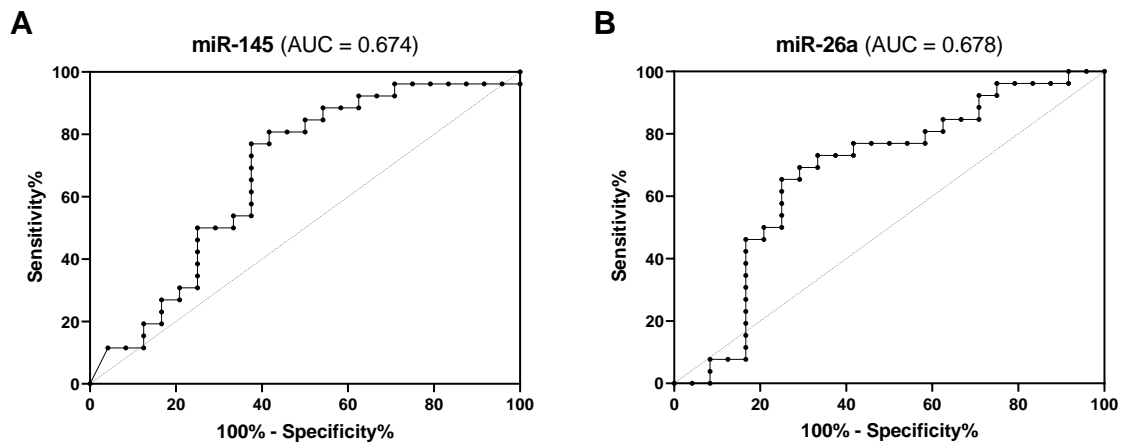 A
miR-145 (AUC = 0.674)
100
80
60
40
20
0
Sensitivity%
0 20 40 60 80 100
100% - Specificity%
B
miR-26a (AUC = 0.678)
100
80
60
40
20
0
Sensitivity%
0 20 40 60 80 100
100% - Specificity%